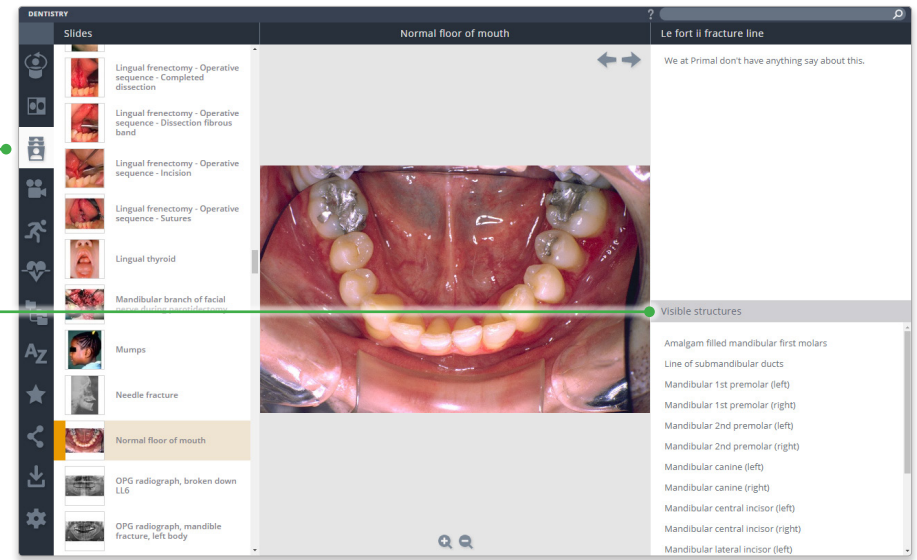 DENTISTRY
?
Slides
Normal floor of mouth
Le fort ii fracture line
Lingual frenectomy - Operative
sequence - Completed
dissection
Lingual frenectomy - Operative
sequence - Dissection fibrous
band
Lingual frenectomy - Operative
sequence - Incision
Lingual frenectomy - Operative
sequence - Sutures
Lingual thyroid
Mandibular branch of facial
nerve during parotidectomy
Mumps
Needle fracture
Normal floor of mouth
OPG radiograph, broken down
LL6
OPG radiograph, mandible
fracture, left body
AZ
We at Primal don't have anything say about this.
Visible structures
Amalgam filled mandibular first molars
Line of submandibular ducts
Mandibular 1st premolar (left)
Mandibular 1st premolar (right)
Mandibular 2nd premolar (left)
Mandibular 2nd premolar (right)
Mandibular canine (left)
Mandibular canine (right)
Mandibular central incisor (left)
Mandibular central incisor (right)
Mandibular lateral incisor (left)